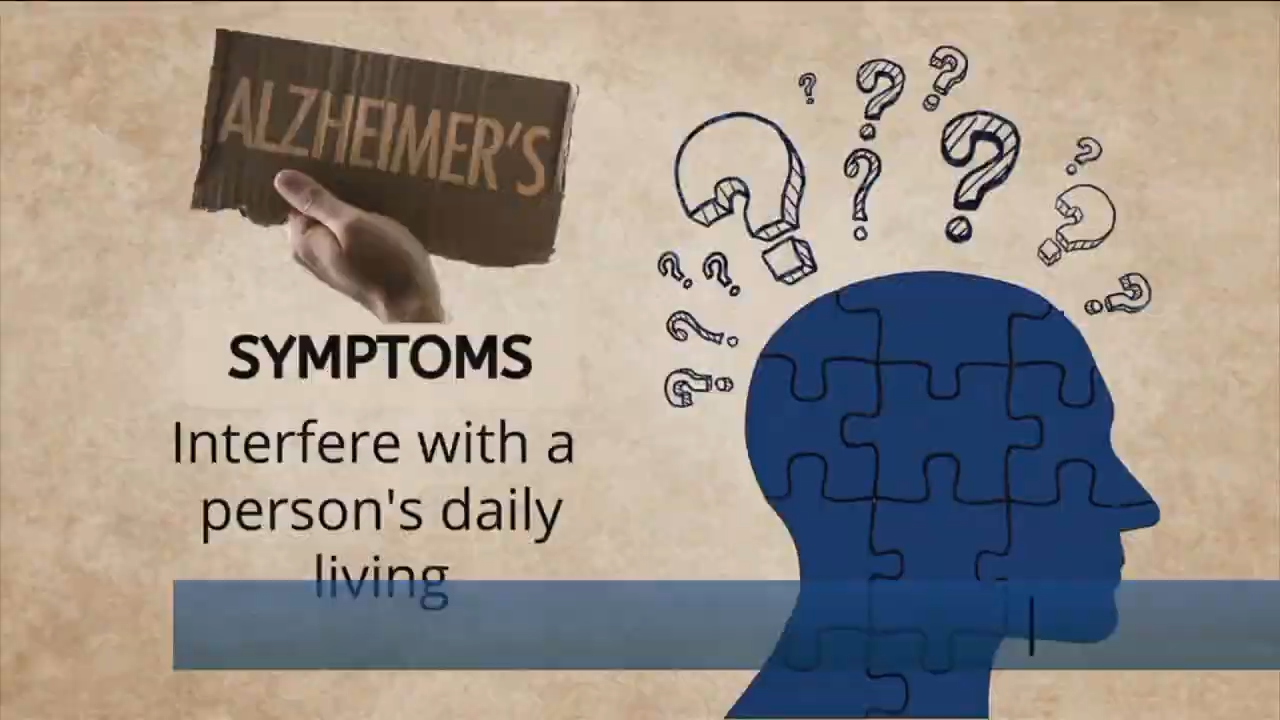 ALZHEIMER'S
SYMPTOMS
Interfere with a
person's daily
living